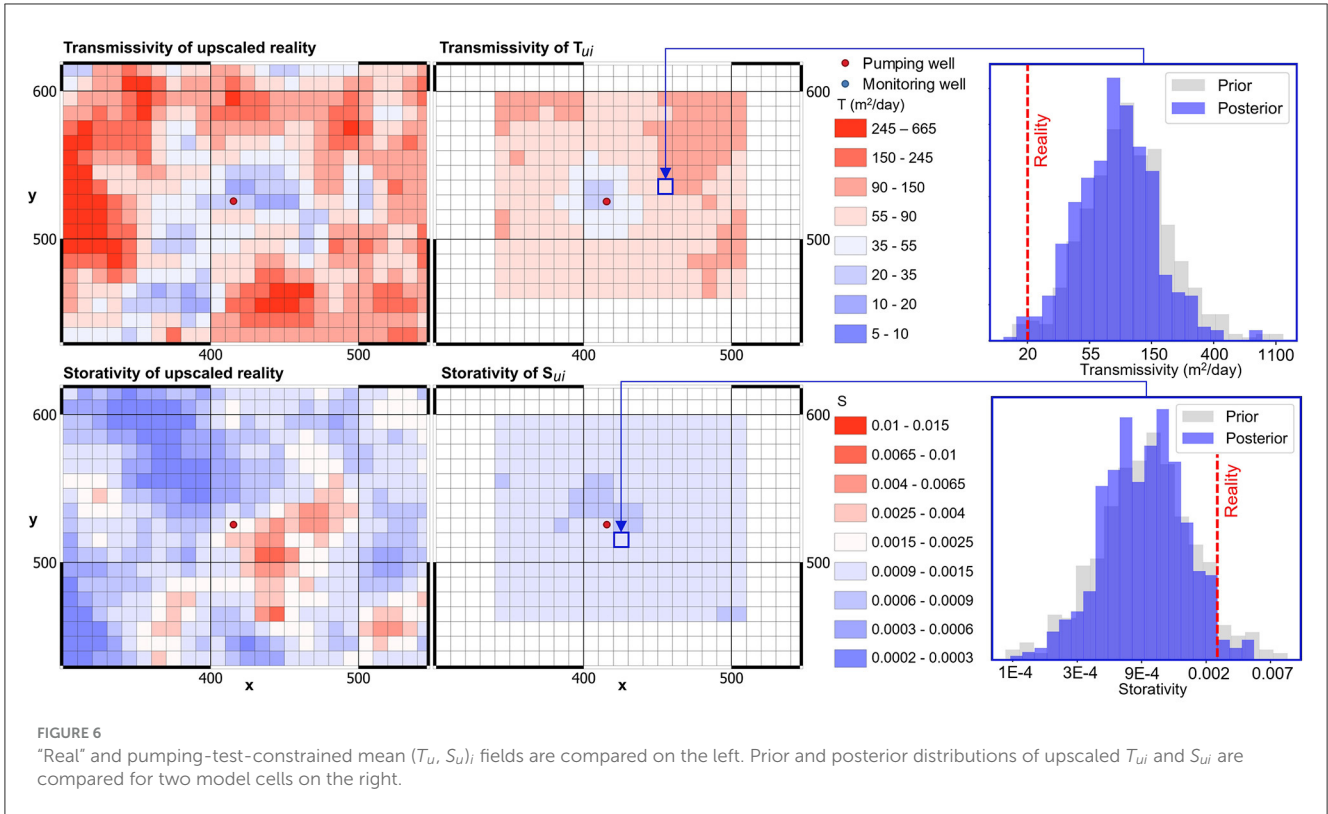 Transmissivity of upscaled reality
Transmissivity of Tui
600
500
y
400
500
600
500
400
500
Pumping well
Monitoring well
T (m²/day)
245 – 665
150 - 245
90 - 150
55 - 90
35 - 55
20 - 35
10 - 20
5 - 10
Prior
Posterior
Reality
20
55
150
400
1100
Transmissivity (m²/day)
Storativity of upscaled reality
Storativity of Sui
600
500
y
400
500
x
600
500
400
500
x
S
0.01 - 0.015
0.0065 - 0.01
0.004 - 0.0065
0.0025 - 0.004
0.0015 - 0.0025
0.0009 - 0.0015
0.0006 - 0.0009
0.0003 - 0.0006
0.0002 - 0.0003
Prior
Posterior
Reality
1E-4
3E-4
9E-4
0.002
0.007
Storativity
FIGURE 6
"Real" and pumping-test-constrained mean (Tu, Su)i fields are compared on the left. Prior and posterior distributions of upscaled Tui and Sui are
compared for two model cells on the right.